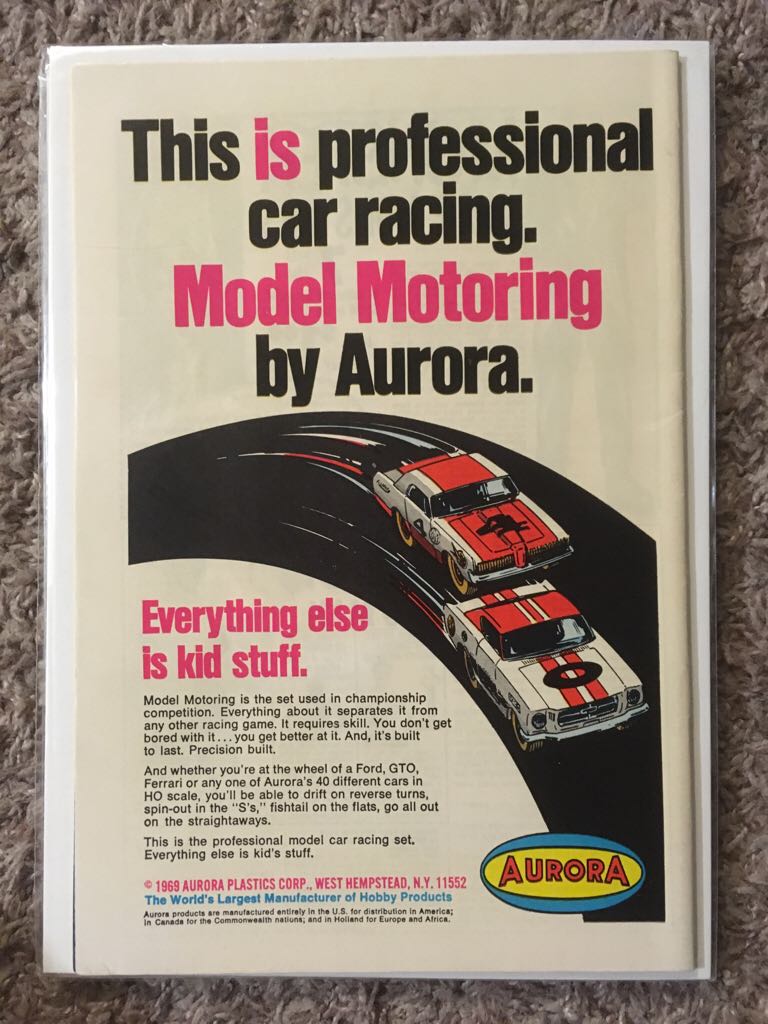 This is professional
car racing.
Model Motoring
by Aurora.
Everything else
is kid stuff.
Model Motoring is the set used in championship
competition. Everything about it separates it from
any other racing game. It requires skill. You don't get
bored with it...you get better at it. And, it's built
to last. Precision built.
And whether you're at the wheel of a Ford, GTO,
Ferrari or any one of Aurora's 40 different cars in
HO scale, you'll be able to drift on reverse turns,
spin-out in the "S's," fishtail on the flats, go all out
on the straightaways.
This is the professional model car racing set.
Everything else is kid's stuff.
AURORA
© 1969 AURORA PLASTICS CORP., WEST HEMPSTEAD, N.Y. 11552
The World's Largest Manufacturer of Hobby Products
Aurora products are manufactured entirely in the U.S. for distribution in America;
in Canada for the Commonwealth nations; and in Holland for Europe and Africa.